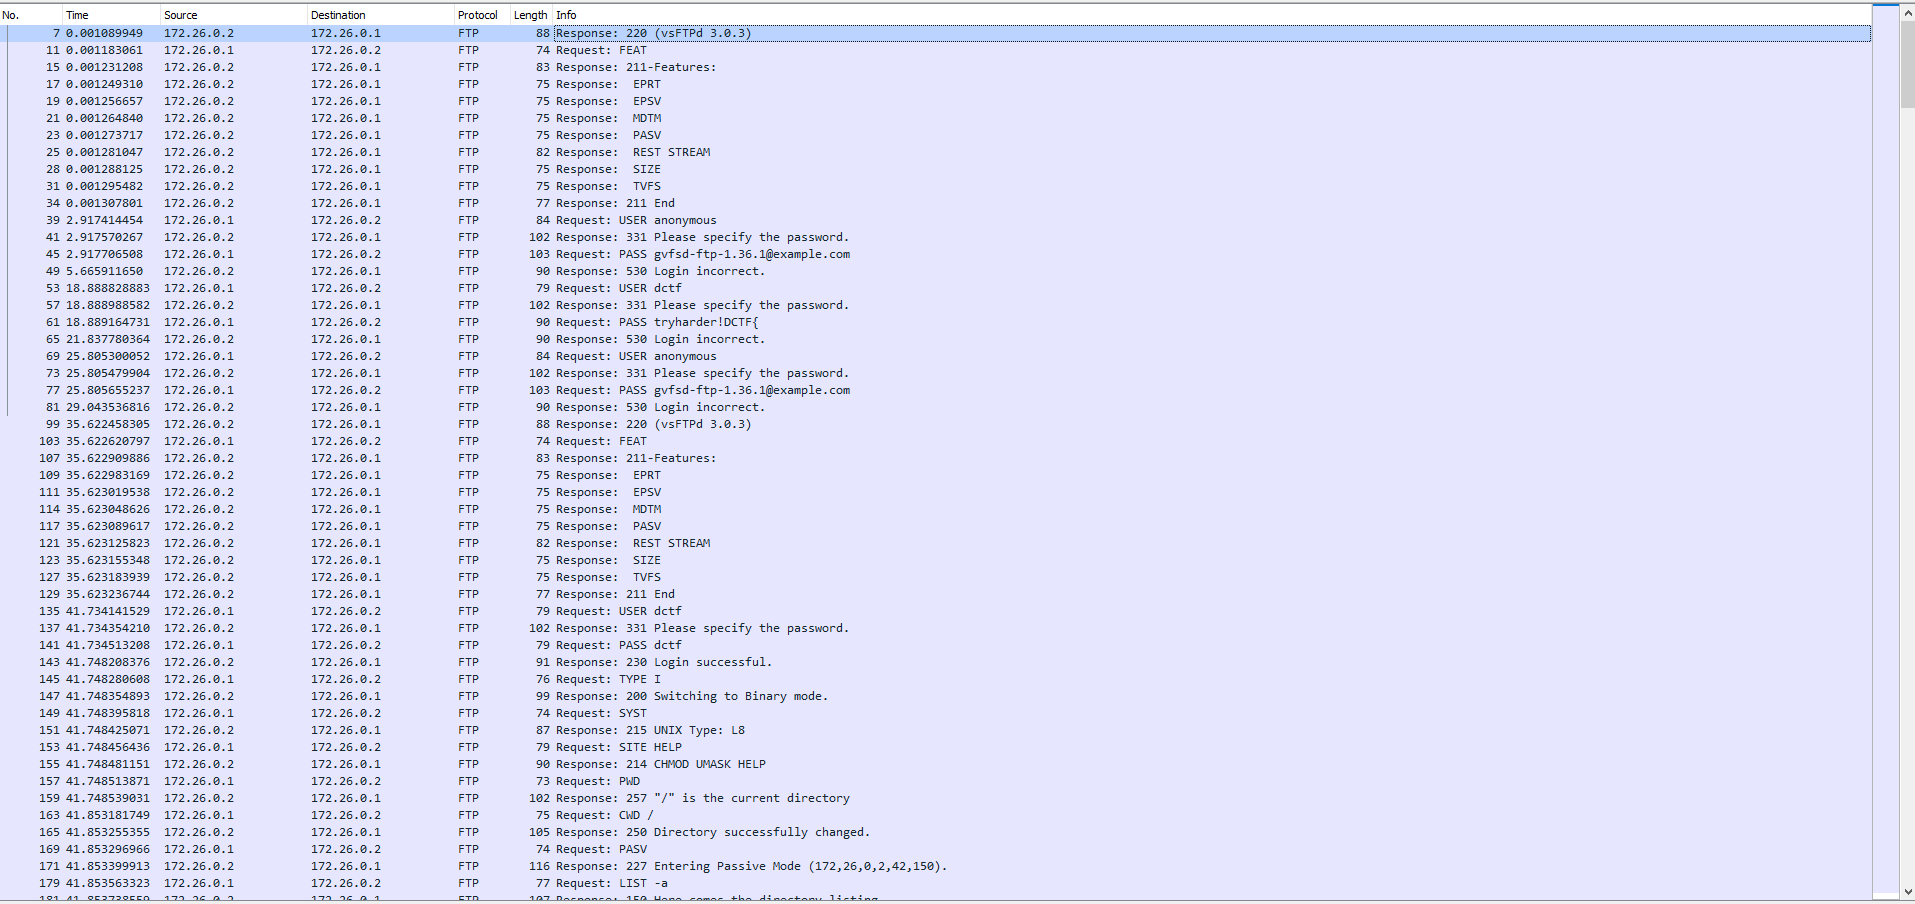 No. Time Source Destination Protocol Length Info
7 0.001089949 172.26.0.2 172.26.0.1 FTP 88 Response: 220 (vsFTPd 3.0.3)
11 0.001183061 172.26.0.1 172.26.0.2 FTP 74 Request: FEAT
15 0.001231208 172.26.0.2 172.26.0.1 FTP 83 Response: 211-Features:
17 0.001249310 172.26.0.2 172.26.0.1 FTP 75 Response:  EPRT
19 0.001256657 172.26.0.2 172.26.0.1 FTP 75 Response:  EPSV
21 0.001264840 172.26.0.2 172.26.0.1 FTP 75 Response:  MDTM
23 0.001273717 172.26.0.2 172.26.0.1 FTP 75 Response:  PASV
25 0.001281047 172.26.0.2 172.26.0.1 FTP 82 Response:  REST STREAM
28 0.001288125 172.26.0.2 172.26.0.1 FTP 75 Response:  SIZE
31 0.001295482 172.26.0.2 172.26.0.1 FTP 75 Response:  TVFS
34 0.001307801 172.26.0.2 172.26.0.1 FTP 77 Response: 211 End
39 2.917414454 172.26.0.1 172.26.0.2 FTP 84 Request: USER anonymous
41 2.917570267 172.26.0.2 172.26.0.1 FTP 102 Response: 331 Please specify the password.
45 2.917706508 172.26.0.1 172.26.0.2 FTP 103 Request: PASS gvfsd-ftp-1.36.1@example.com
49 5.665911650 172.26.0.2 172.26.0.1 FTP 90 Response: 530 Login incorrect.
53 18.888828883 172.26.0.1 172.26.0.2 FTP 79 Request: USER dctf
57 18.888988582 172.26.0.2 172.26.0.1 FTP 102 Response: 331 Please specify the password.
61 18.889164731 172.26.0.1 172.26.0.2 FTP 90 Request: PASS tryharder!DCTF{
65 21.837780364 172.26.0.2 172.26.0.1 FTP 90 Response: 530 Login incorrect.
69 25.805300052 172.26.0.1 172.26.0.2 FTP 84 Request: USER anonymous
73 25.805479904 172.26.0.2 172.26.0.1 FTP 102 Response: 331 Please specify the password.
77 25.805655237 172.26.0.1 172.26.0.2 FTP 103 Request: PASS gvfsd-ftp-1.36.1@example.com
81 29.043536816 172.26.0.2 172.26.0.1 FTP 90 Response: 530 Login incorrect.
99 35.622458305 172.26.0.2 172.26.0.1 FTP 88 Response: 220 (vsFTPd 3.0.3)
103 35.622620797 172.26.0.1 172.26.0.2 FTP 74 Request: FEAT
107 35.622909886 172.26.0.2 172.26.0.1 FTP 83 Response: 211-Features:
109 35.622983169 172.26.0.2 172.26.0.1 FTP 75 Response:  EPRT
111 35.623019538 172.26.0.2 172.26.0.1 FTP 75 Response:  EPSV
114 35.623048626 172.26.0.2 172.26.0.1 FTP 75 Response:  MDTM
117 35.623089617 172.26.0.2 172.26.0.1 FTP 75 Response:  PASV
121 35.623125823 172.26.0.2 172.26.0.1 FTP 82 Response:  REST STREAM
123 35.623155348 172.26.0.2 172.26.0.1 FTP 75 Response:  SIZE
127 35.623183939 172.26.0.2 172.26.0.1 FTP 75 Response:  TVFS
129 35.623236744 172.26.0.2 172.26.0.1 FTP 77 Response: 211 End
135 41.734141529 172.26.0.1 172.26.0.2 FTP 79 Request: USER dctf
137 41.734354210 172.26.0.2 172.26.0.1 FTP 102 Response: 331 Please specify the password.
141 41.734513208 172.26.0.1 172.26.0.2 FTP 79 Request: PASS dctf
143 41.748208376 172.26.0.2 172.26.0.1 FTP 91 Response: 230 Login successful.
145 41.748280608 172.26.0.1 172.26.0.2 FTP 76 Request: TYPE I
147 41.748354893 172.26.0.2 172.26.0.1 FTP 99 Response: 200 Switching to Binary mode.
149 41.748395818 172.26.0.1 172.26.0.2 FTP 74 Request: SYST
151 41.748425071 172.26.0.2 172.26.0.1 FTP 87 Response: 215 UNIX Type: L8
153 41.748456436 172.26.0.1 172.26.0.2 FTP 79 Request: SITE HELP
155 41.748481151 172.26.0.2 172.26.0.1 FTP 90 Response: 214 CHMOD UMASK HELP
157 41.748513871 172.26.0.1 172.26.0.2 FTP 73 Request: PWD
159 41.748539031 172.26.0.2 172.26.0.1 FTP 102 Response: 257 "/" is the current directory
163 41.853181749 172.26.0.1 172.26.0.2 FTP 75 Request: CWD /
165 41.853255355 172.26.0.2 172.26.0.1 FTP 105 Response: 250 Directory successfully changed.
169 41.853296966 172.26.0.1 172.26.0.2 FTP 74 Request: PASV
171 41.853399913 172.26.0.2 172.26.0.1 FTP 116 Response: 227 Entering Passive Mode (172,26,0,2,42,150).
179 41.853563323 172.26.0.1 172.26.0.2 FTP 77 Request: LIST -a